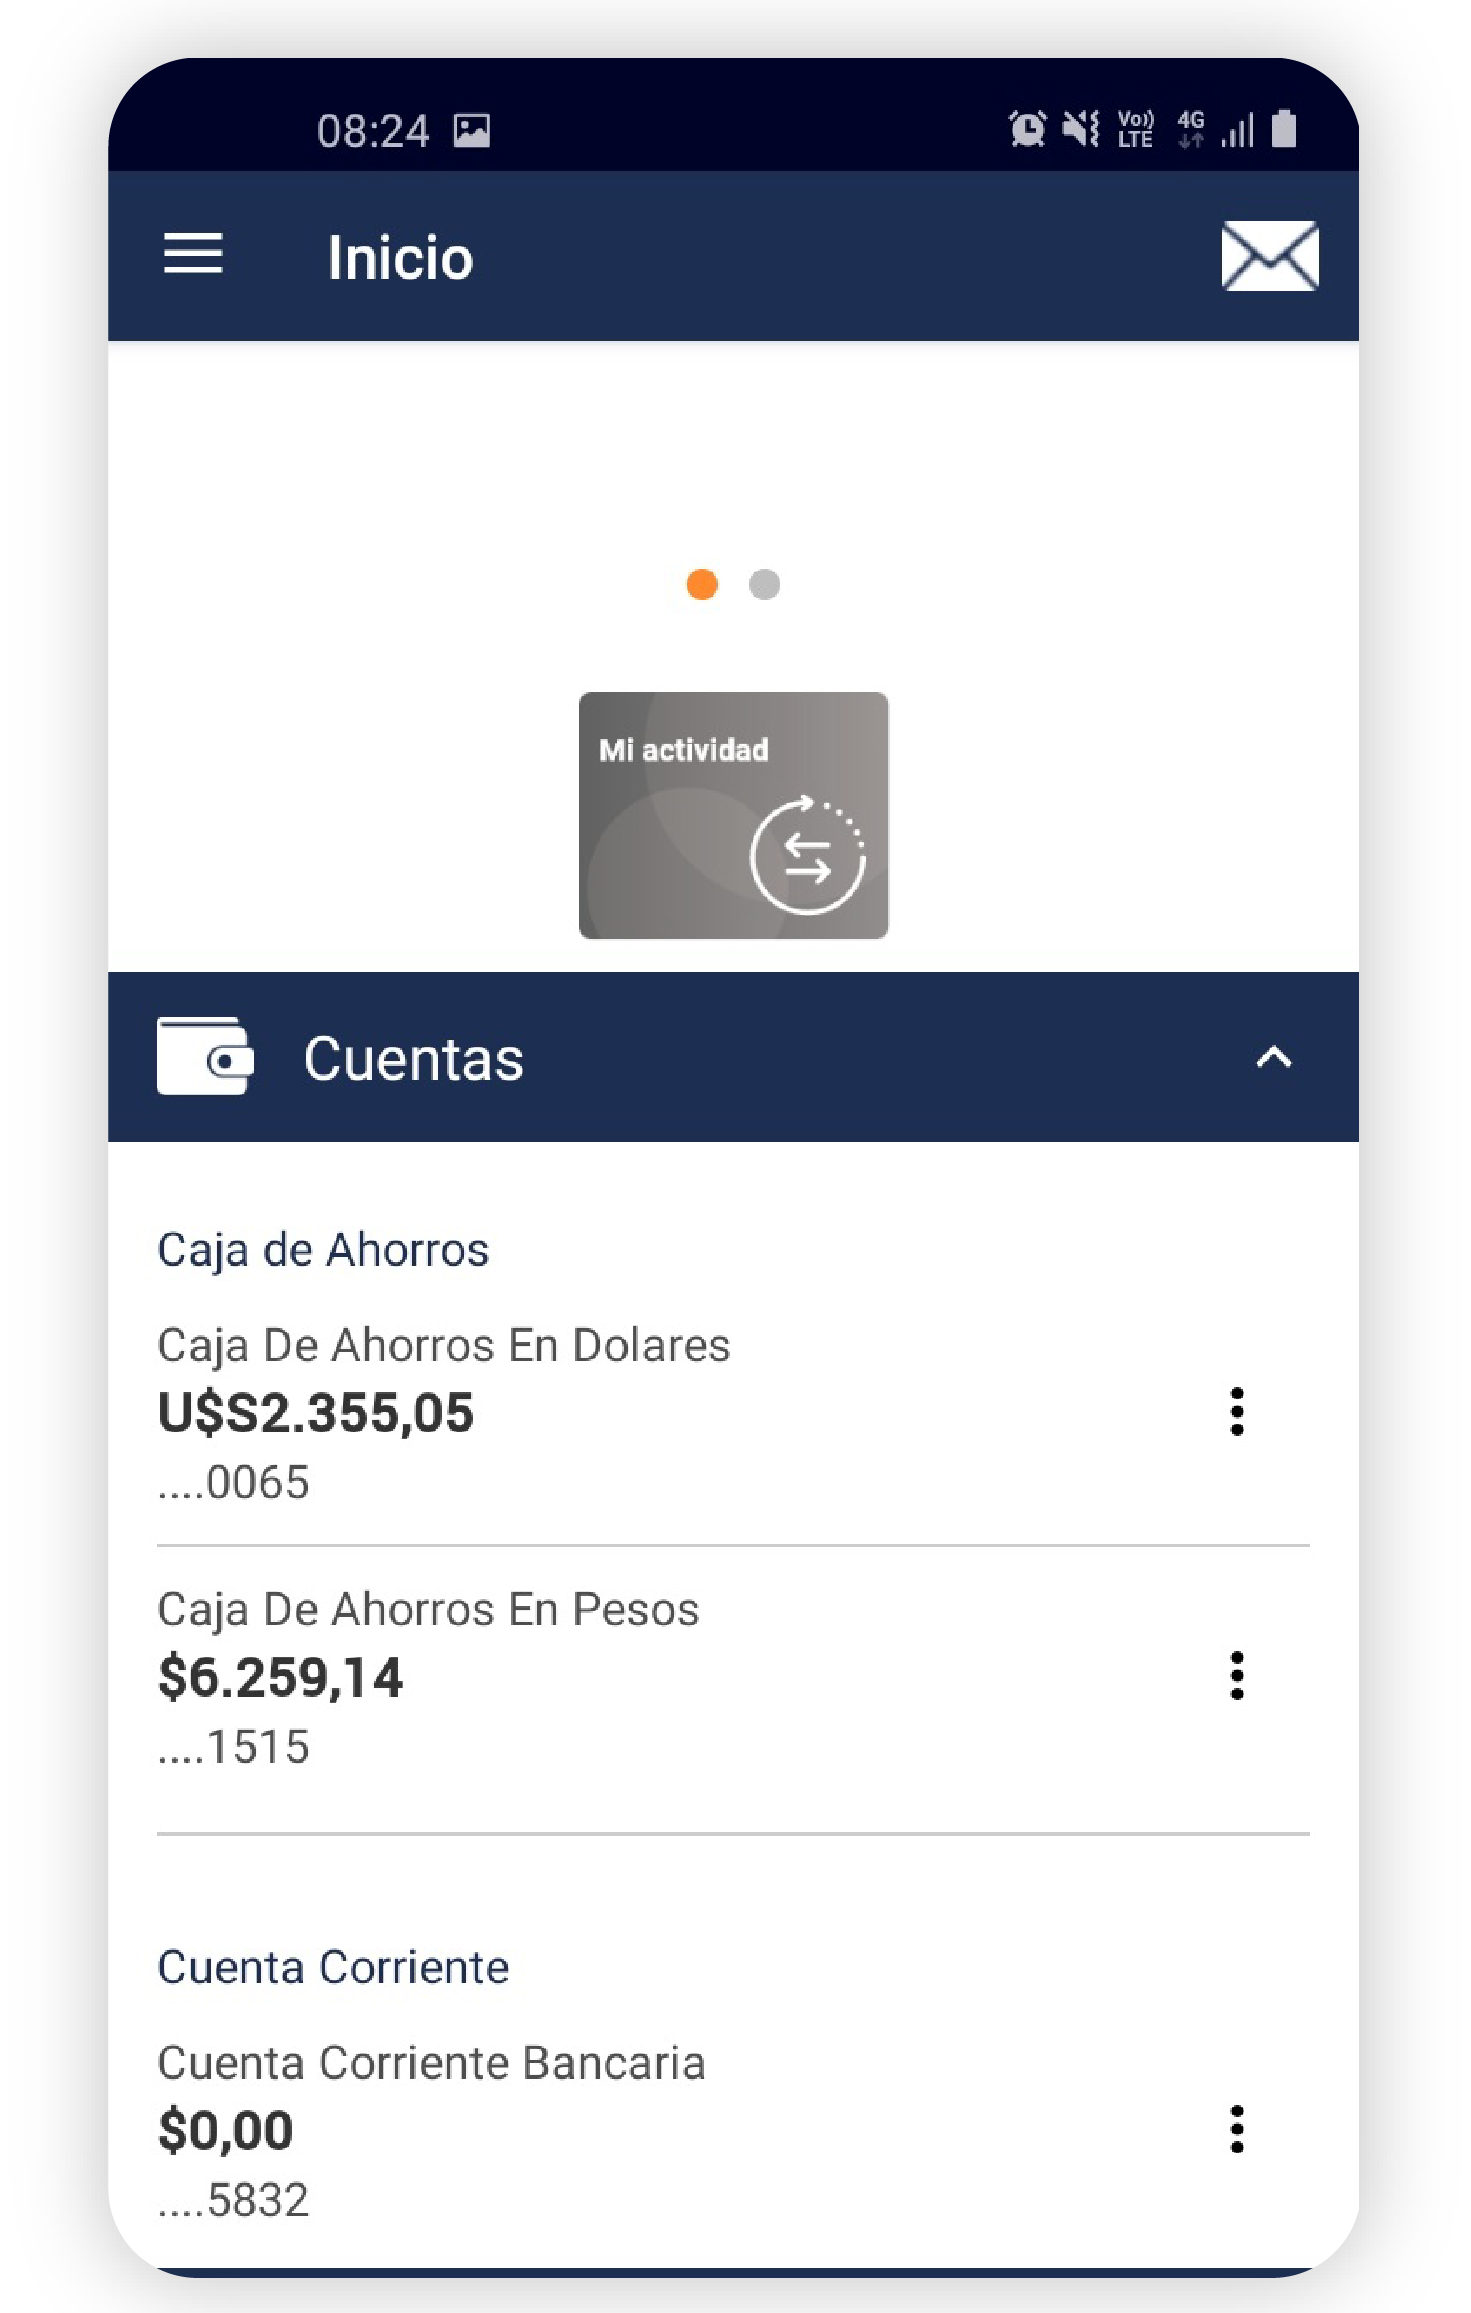 08:24
Vo)) LTE 4G
Inicio
Mi actividad
Cuentas
Caja de Ahorros
Caja De Ahorros En Dolares
U$S2.355,05
....0065
Caja De Ahorros En Pesos
$6.259,14
....1515
Cuenta Corriente
Cuenta Corriente Bancaria
$0,00
....5832